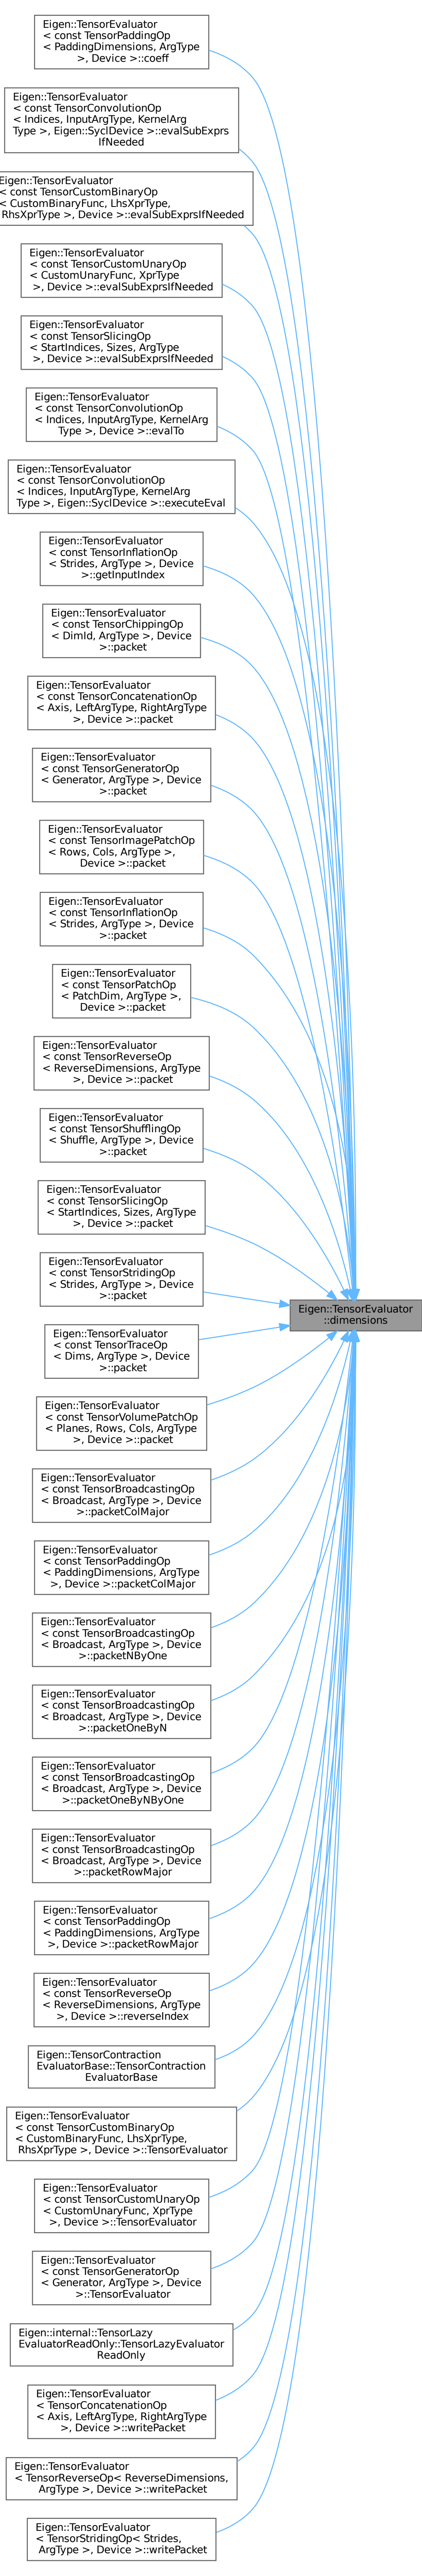 Eigen::TensorEvaluator
< const TensorPaddingOp
< PaddingDimensions, ArgType
>, Device >::coeff
Eigen::TensorEvaluator
< const TensorConvolutionOp
< Indices, InputArgType, KernelArg
Type >, Eigen::SyclDevice >::evalSubExprs
IfNeeded
Eigen::TensorEvaluator
< const TensorCustomBinaryOp
< CustomBinaryFunc, LhsXprType,
RhsXprType >, Device >::evalSubExprsIfNeeded
Eigen::TensorEvaluator
< const TensorCustomUnaryOp
< CustomUnaryFunc, XprType
>, Device >::evalSubExprsIfNeeded
Eigen::TensorEvaluator
< const TensorSlicingOp
< StartIndices, Sizes, ArgType
>, Device >::evalSubExprsIfNeeded
Eigen::TensorEvaluator
< const TensorConvolutionOp
< Indices, InputArgType, KernelArg
Type >, Device >::evalTo
Eigen::TensorEvaluator
< const TensorConvolutionOp
< Indices, InputArgType, KernelArg
Type >, Eigen::SyclDevice >::executeEval
Eigen::TensorEvaluator
< const TensorInflationOp
< Strides, ArgType >, Device
>::getInputIndex
Eigen::TensorEvaluator
< const TensorChippingOp
< DimId, ArgType >, Device
>::packet
Eigen::TensorEvaluator
< const TensorConcatenationOp
< Axis, LeftArgType, RightArgType
>, Device >::packet
Eigen::TensorEvaluator
< const TensorGeneratorOp
< Generator, ArgType >, Device
>::packet
Eigen::TensorEvaluator
< const TensorImagePatchOp
< Rows, Cols, ArgType >,
Device >::packet
Eigen::TensorEvaluator
< const TensorInflationOp
< Strides, ArgType >, Device
>::packet
Eigen::TensorEvaluator
< const TensorPatchOp
< PatchDim, ArgType >,
Device >::packet
Eigen::TensorEvaluator
< const TensorReverseOp
< ReverseDimensions, ArgType
>, Device >::packet
Eigen::TensorEvaluator
< const TensorShufflingOp
< Shuffle, ArgType >, Device
>::packet
Eigen::TensorEvaluator
< const TensorSlicingOp
< StartIndices, Sizes, ArgType
>, Device >::packet
Eigen::TensorEvaluator
< const TensorStridingOp
< Strides, ArgType >, Device
>::packet
Eigen::TensorEvaluator
::dimensions
Eigen::TensorEvaluator
< const TensorTraceOp
< Dims, ArgType >, Device
>::packet
Eigen::TensorEvaluator
< const TensorVolumePatchOp
< Planes, Rows, Cols, ArgType
>, Device >::packet
Eigen::TensorEvaluator
< const TensorBroadcastingOp
< Broadcast, ArgType >, Device
>::packetColMajor
Eigen::TensorEvaluator
< const TensorPaddingOp
< PaddingDimensions, ArgType
>, Device >::packetColMajor
Eigen::TensorEvaluator
< const TensorBroadcastingOp
< Broadcast, ArgType >, Device
>::packetNByOne
Eigen::TensorEvaluator
< const TensorBroadcastingOp
< Broadcast, ArgType >, Device
>::packetOneByN
Eigen::TensorEvaluator
< const TensorBroadcastingOp
< Broadcast, ArgType >, Device
>::packetOneByNByOne
Eigen::TensorEvaluator
< const TensorBroadcastingOp
< Broadcast, ArgType >, Device
>::packetRowMajor
Eigen::TensorEvaluator
< const TensorPaddingOp
< PaddingDimensions, ArgType
>, Device >::packetRowMajor
Eigen::TensorEvaluator
< const TensorReverseOp
< ReverseDimensions, ArgType
>, Device >::reverseIndex
Eigen::TensorContraction
EvaluatorBase::TensorContraction
EvaluatorBase
Eigen::TensorEvaluator
< const TensorCustomBinaryOp
< CustomBinaryFunc, LhsXprType,
RhsXprType >, Device >::TensorEvaluator
Eigen::TensorEvaluator
< const TensorCustomUnaryOp
< CustomUnaryFunc, XprType
>, Device >::TensorEvaluator
Eigen::TensorEvaluator
< const TensorGeneratorOp
< Generator, ArgType >, Device
>::TensorEvaluator
Eigen::internal::TensorLazy
EvaluatorReadOnly::TensorLazyEvaluator
ReadOnly
Eigen::TensorEvaluator
< TensorConcatenationOp
< Axis, LeftArgType, RightArgType
>, Device >::writePacket
Eigen::TensorEvaluator
< TensorReverseOp< ReverseDimensions,
ArgType >, Device >::writePacket
Eigen::TensorEvaluator
< TensorStridingOp< Strides,
ArgType >, Device >::writePacket